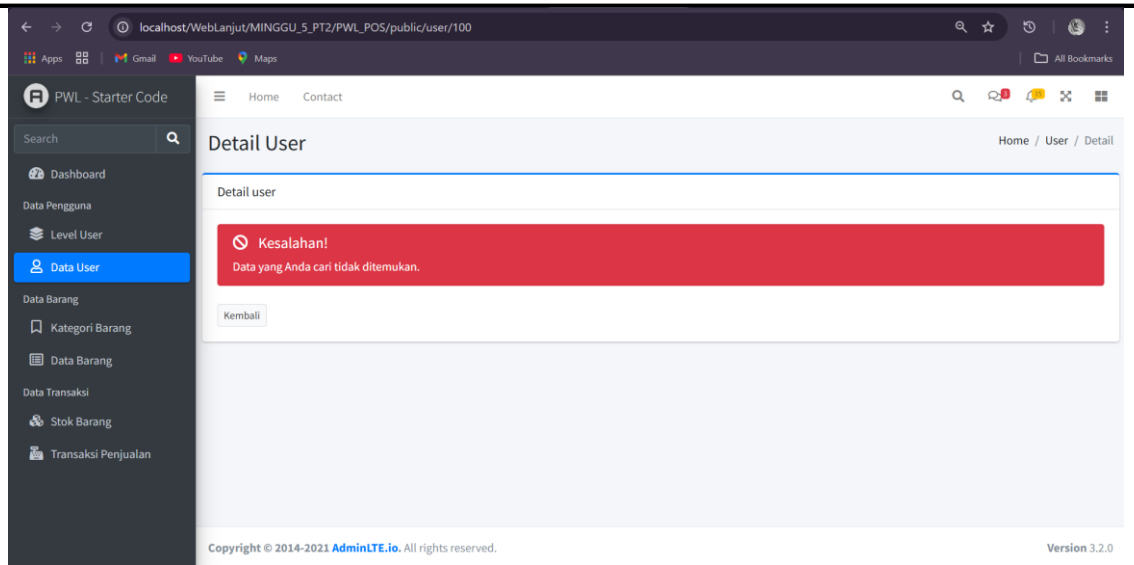 localhost/WebLanjut/MINGGU_5_PT2/PWL_POS/public/user/100
Apps Gmail YouTube Maps All Bookmarks
PWL - Starter Code
Home Contact
3
15
Search
Detail User
Home / User / Detail
Dashboard
Data Pengguna
Level User
Data User
Data Barang
Kategori Barang
Data Barang
Data Transaksi
Stok Barang
Transaksi Penjualan
Detail user
Kesalahan!
Data yang Anda cari tidak ditemukan.
Kembali
Copyright © 2014-2021 AdminLTE.io. All rights reserved.
Version 3.2.0